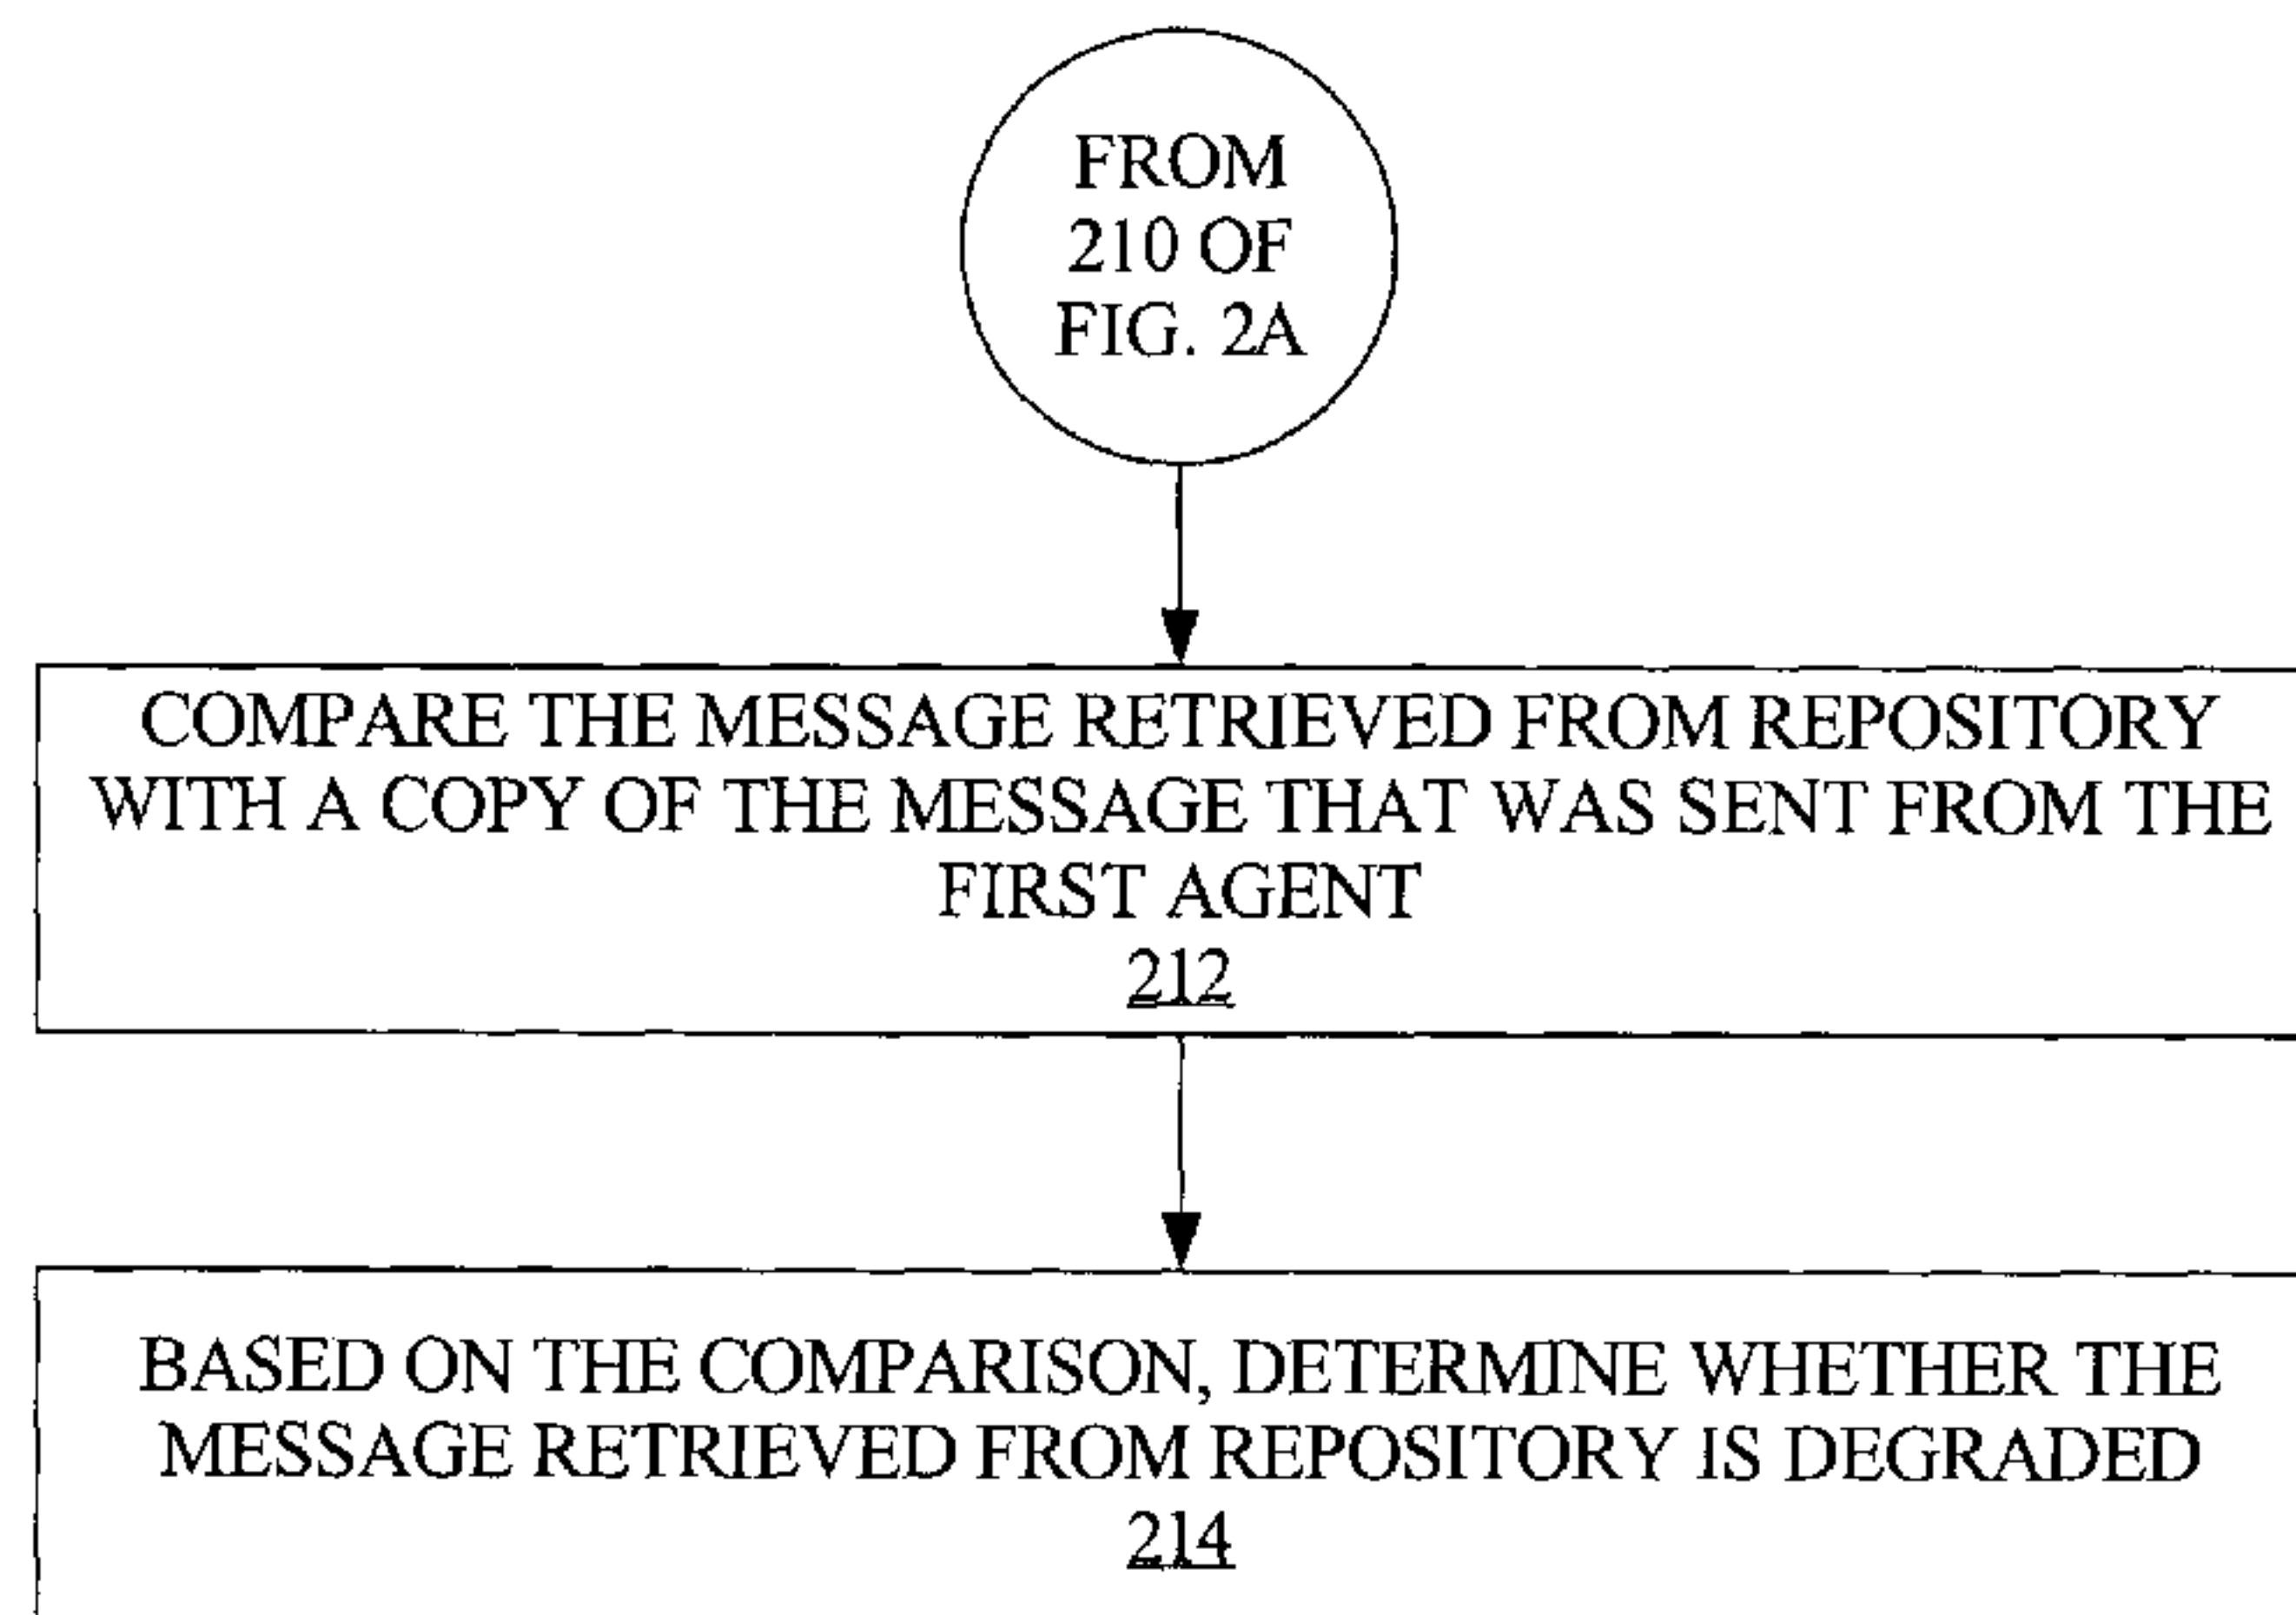 FROM
210 OF
FIG. 2A
COMPARE THE MESSAGE RETRIEVED FROM REPOSITORY
WITH A COPY OF THE MESSAGE THAT WAS SENT FROM THE
FIRST AGENT
212
BASED ON THE COMPARISON, DETERMINE WHETHER THE
MESSAGE RETRIEVED FROM REPOSITORY IS DEGRADED
214